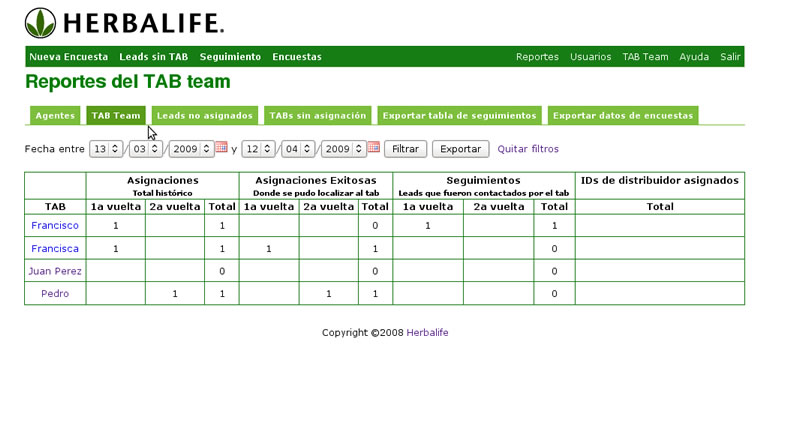 HERBALIFE.
Nueva Encuesta Leads sin TAB Seguimiento Encuestas Reportes Usuarios TAB Team Ayuda Salir
Reportes del TAB team
Agentes TAB Team Leads no asignados TABs sin asignación Exportar tabla de seguimientos Exportar datos de encuestas
Fecha entre 13 / 03 / 2009 y 12 / 04 / 2009 Filtrar Exportar Quitar filtros
Asignaciones Asignaciones Exitosas Seguimientos IDs de distribuidor asignados
Total histórico Donde se pudo localizar al tab Leads que fueron contactados por el tab
TAB 1a vuelta 2a vuelta Total 1a vuelta 2a vuelta Total 1a vuelta 2a vuelta Total Total
Francisco 1 1 0 1 1
Francisca 1 1 1 1 0
Juan Perez 0 0 0
Pedro 1 1 1 1 0
Copyright ©2008 Herbalife